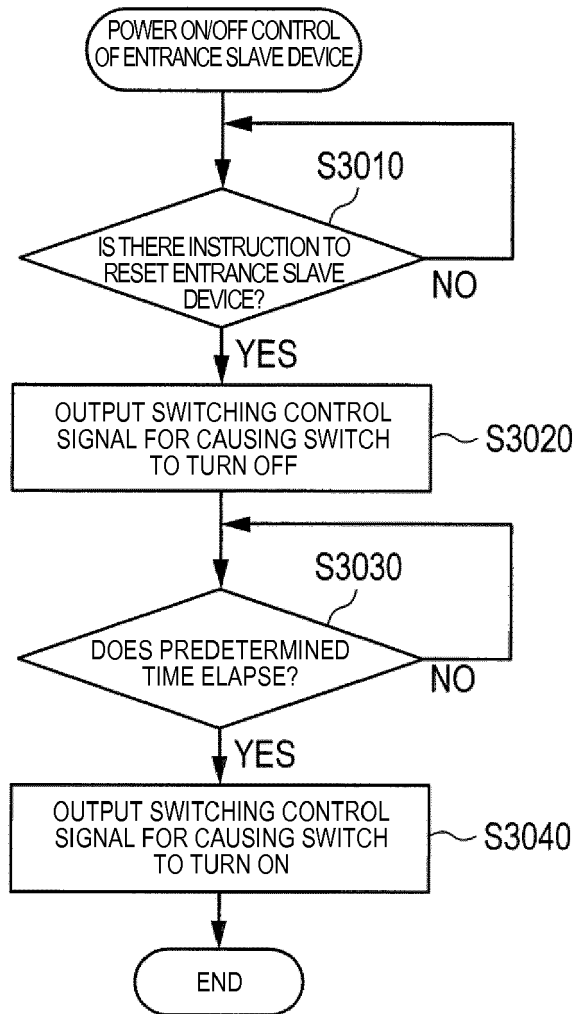 POWER ON/OFF CONTROL
OF ENTRANCE SLAVE DEVICE
S3010
IS THERE INSTRUCTION TO
RESET ENTRANCE SLAVE
DEVICE?
NO
YES
OUTPUT SWITCHING CONTROL
SIGNAL FOR CAUSING SWITCH
TO TURN OFF
S3020
S3030
DOES PREDETERMINED
TIME ELAPSE?
NO
YES
OUTPUT SWITCHING CONTROL
SIGNAL FOR CAUSING SWITCH
TO TURN ON
S3040
END